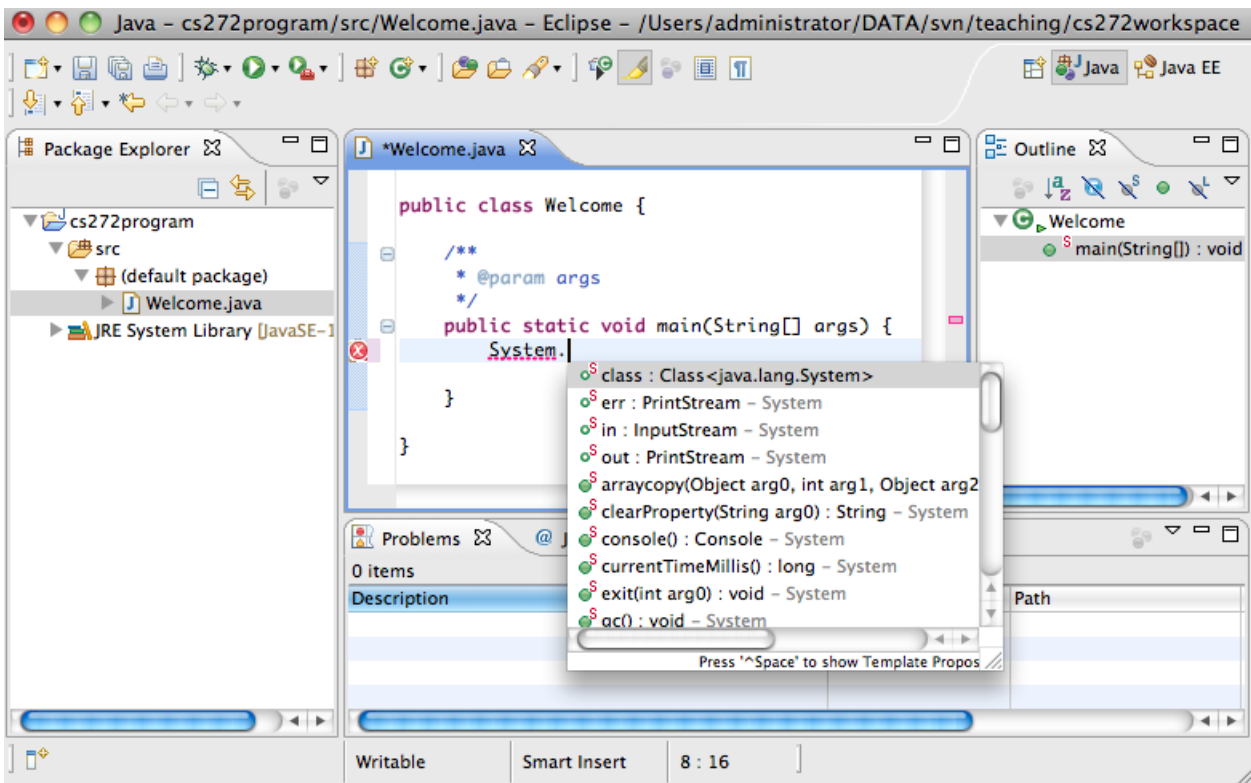 Java – cs272program/src/Welcome.java – Eclipse – /Users/administrator/DATA/svn/teaching/cs272workspace
Java Java EE
Package Explorer
cs272program
src
(default package)
Welcome.java
JRE System Library [JavaSE-1
*Welcome.java
public class Welcome {
/**
* @param args
*/
public static void main(String[] args) {
System.
}
}
class : Class<java.lang.System>
err : PrintStream – System
in : InputStream – System
out : PrintStream – System
arraycopy(Object arg0, int arg1, Object arg2
clearProperty(String arg0) : String – System
console() : Console – System
currentTimeMillis() : long – System
exit(int arg0) : void – System
gc() : void – System
Press '^Space' to show Template Propos
Outline
Welcome
main(String[]) : void
Problems @ J
0 items
Description Path
Writable Smart Insert 8 : 16